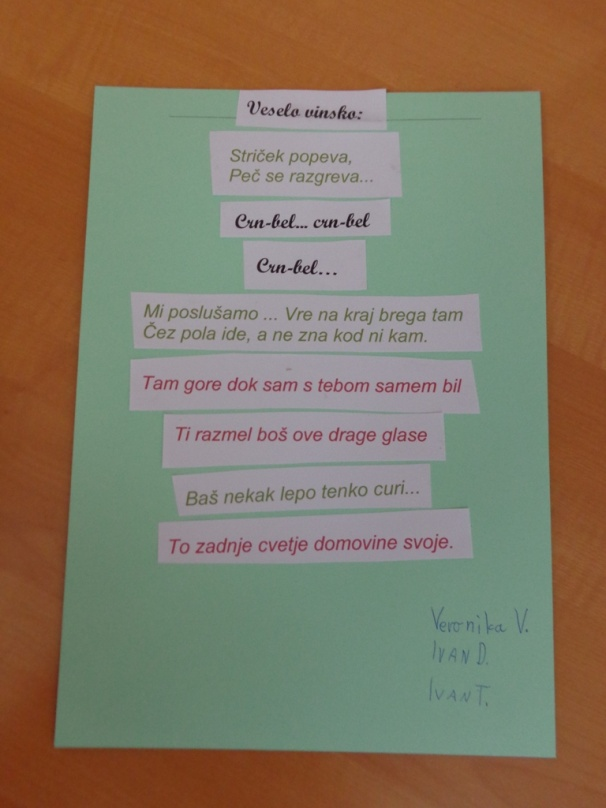 Veselo vinsko:
Striček popeva,
Peč se razgreva...
Crn-bel... crn-bel
Crn-bel...
Mi poslušamo ... Vre na kraj brega tam
Čez pola ide, a ne zna kod ni kam.
Tam gore dok sam s tebom samem bil
Ti razmel boš ove drage glase
Baš nekak lepo tenko curi...
To zadnje cvetje domovine svoje.
Veronika V.
IVAN D.
IVAN T.